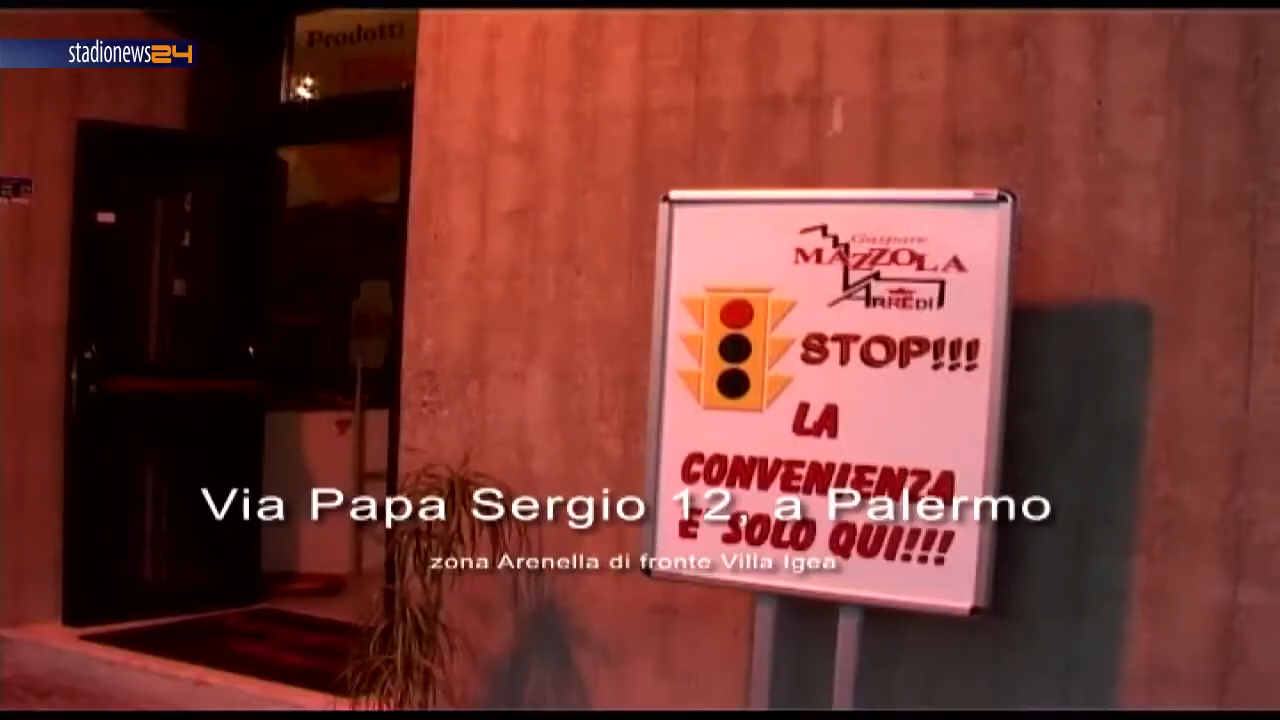 stadionews24
Prodotti
Gaspare
MAZZOLA
ARREDI
STOP!!!
LA
CONVENIENZA
E' SOLO QUI!!!
Via Papa Sergio 12, a Palermo
zona Arenella di fronte Villa Igea